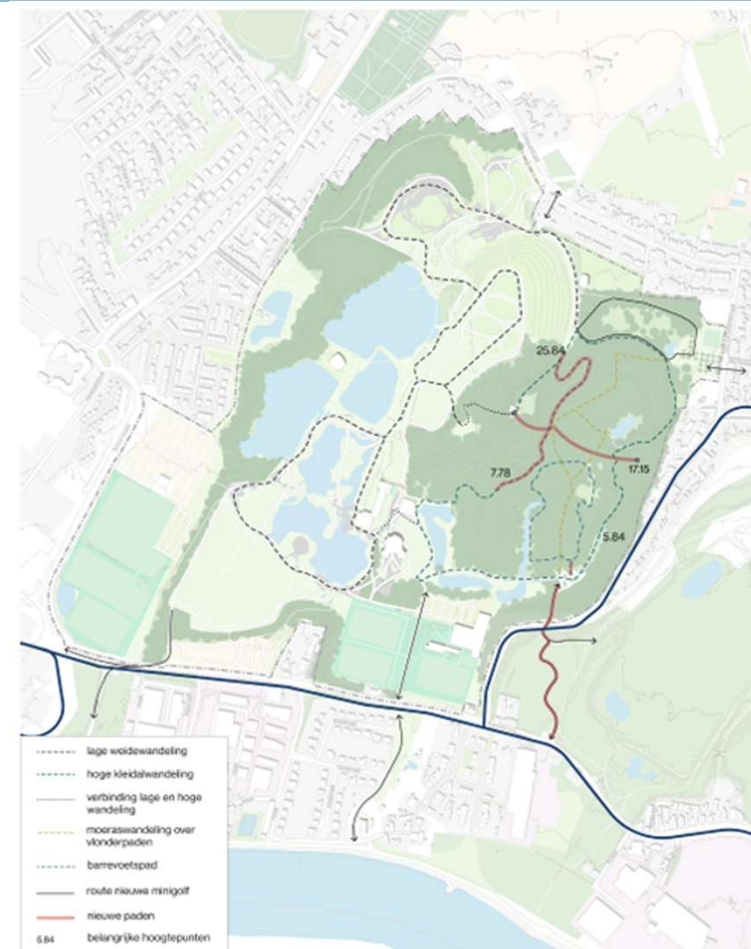 25.84
7.78
17.15
5.84
lage weidewandeling
hoge kleidalwandeling
verbinding lage en hoge
wandeling
moeraswandeling over
vlonderpaden
barrevoetspad
route nieuwe minigolf
nieuwe paden
5.84 belangrijke hoogtepunten